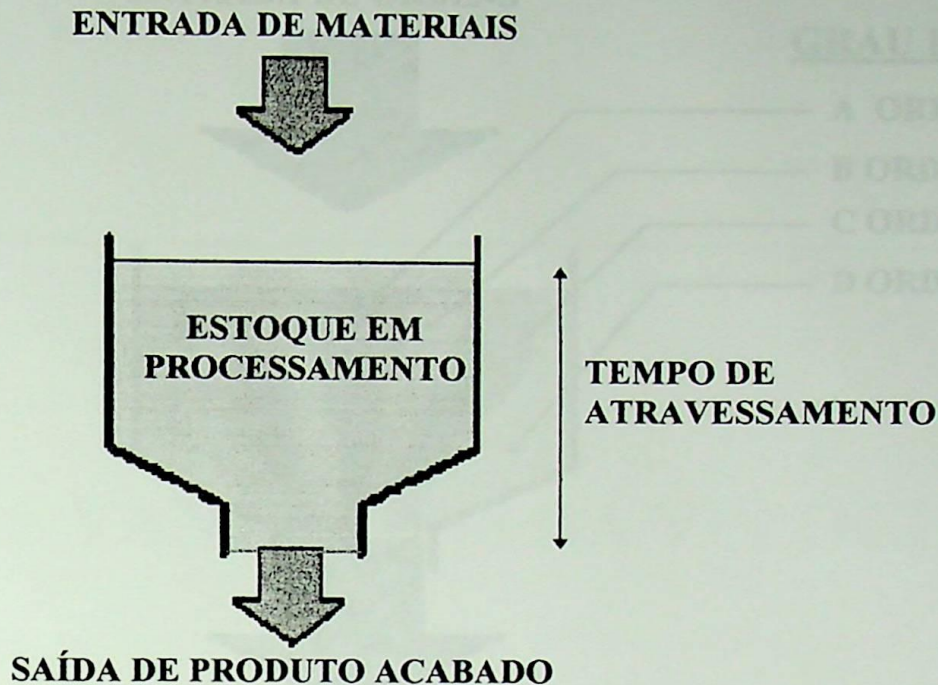 ENTRADA DE MATERIAIS
ESTOQUE EM
PROCESSAMENTO
TEMPO DE
ATRAVESSAMENTO
SAÍDA DE PRODUTO ACABADO